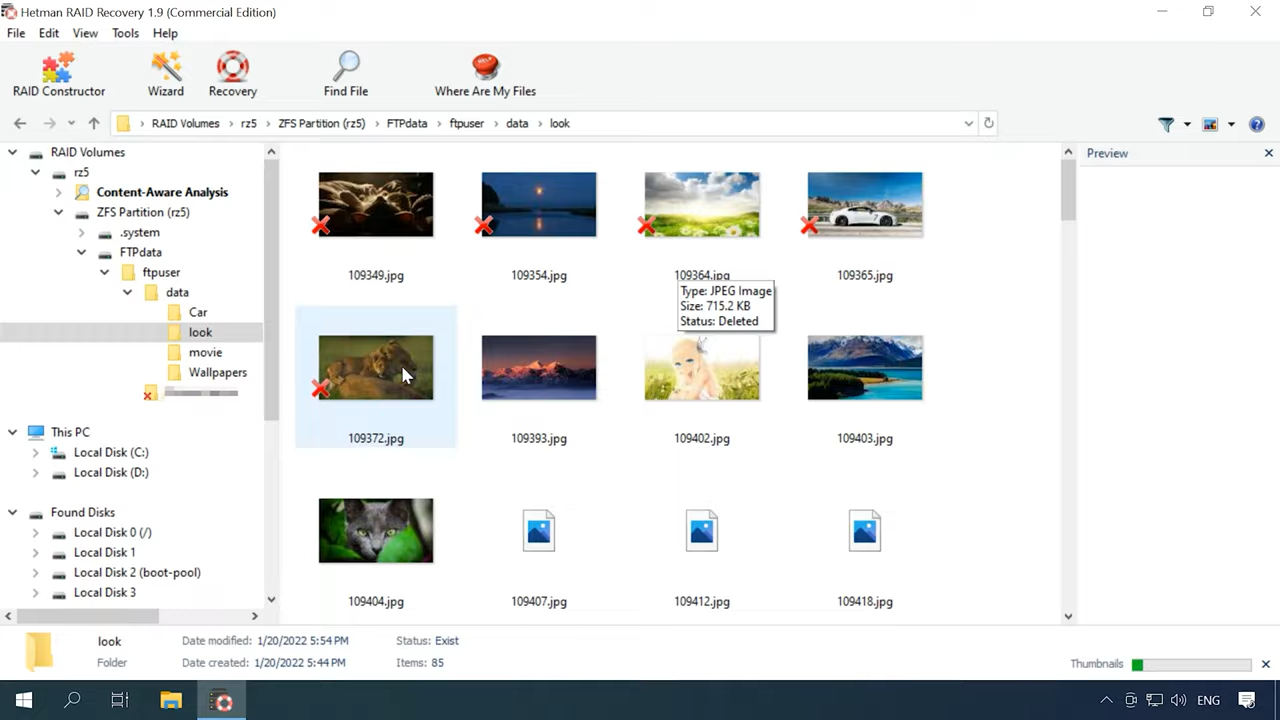 Hetman RAID Recovery 1.9 (Commercial Edition)
File Edit View Tools Help
RAID Constructor Wizard Recovery Find File Where Are My Files
RAID Volumes rz5 ZFS Partition (rz5) FTPdata ftpuser data look
RAID Volumes
rz5
Content-Aware Analysis
ZFS Partition (rz5)
.system
FTPdata
ftpuser
data
Car
look
movie
Wallpapers
This PC
Local Disk (C:)
Local Disk (D:)
Found Disks
Local Disk 0 (/)
Local Disk 1
Local Disk 2 (boot-pool)
Local Disk 3
109349.jpg 109354.jpg 109364.jpg 109365.jpg
Type: JPEG Image
Size: 715.2 KB
Status: Deleted
109372.jpg 109393.jpg 109402.jpg 109403.jpg
109404.jpg 109407.jpg 109412.jpg 109418.jpg
Preview
look Date modified: 1/20/2022 5:54 PM Status: Exist
Folder Date created: 1/20/2022 5:44 PM Items: 85
Thumbnails
ENG